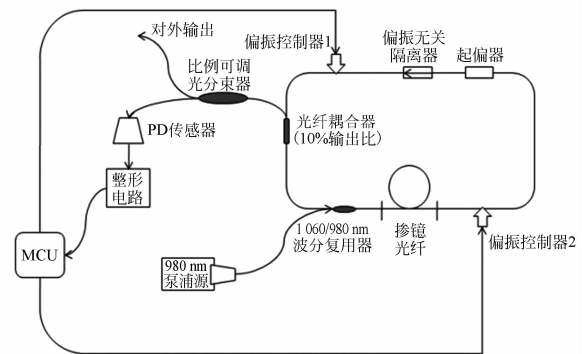 对外输出
偏振控制器1
比例可调
光分束器
偏振无关
隔离器
起偏器
PD传感器
光纤耦合器
(10%输出比)
整形
电路
MCU
1 060/980 nm
波分复用器
掺镜
光纤
偏振控制器2
980 nm
泵浦源